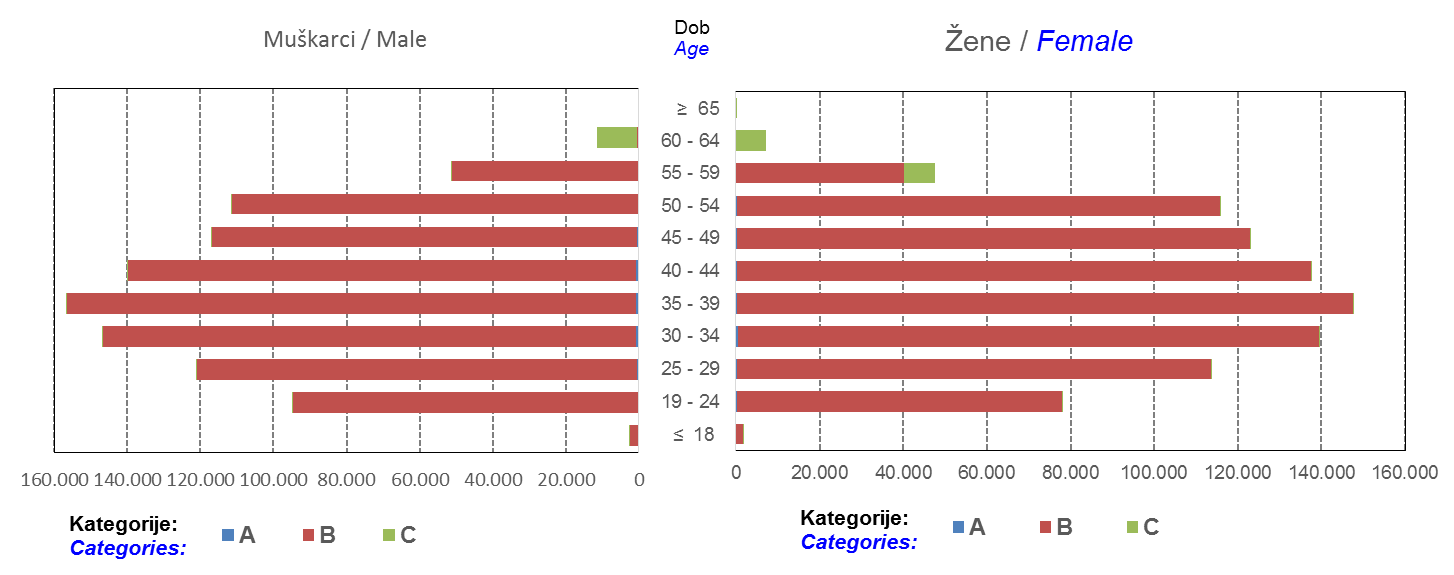 Muškarci / Male
Dob
Age
Žene / Female
≥ 65
60 - 64
55 - 59
50 - 54
45 - 49
40 - 44
35 - 39
30 - 34
25 - 29
19 - 24
≤ 18
160.000 140.000 120.000 100.000 80.000 60.000 40.000 20.000 0
0 20.000 40.000 60.000 80.000 100.000 120.000 140.000 160.000
Kategorije:
Categories:
A B C
Kategorije:
Categories:
A B C